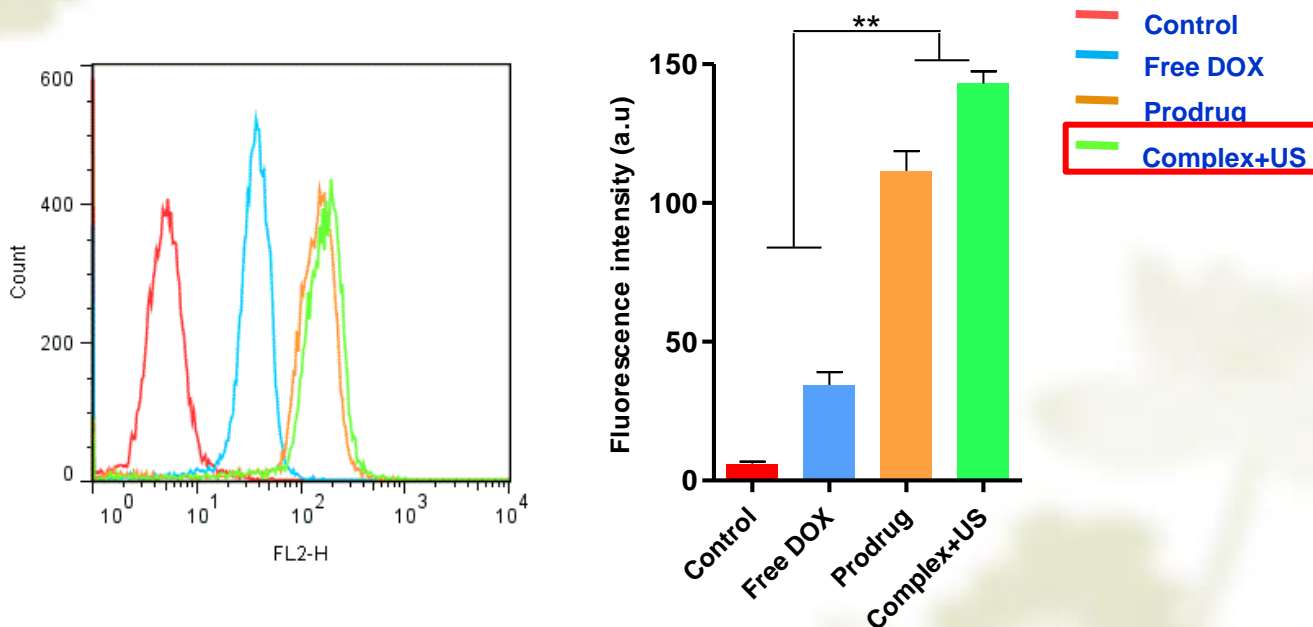 600
400
200
0
Count
10^0 10^1 10^2 10^3 10^4
FL2-H
**
150
100
50
0
Fluorescence intensity (a.u)
Control
Free DOX
Prodrug
Complex+US
Control
Free DOX
Prodrug
Complex+US